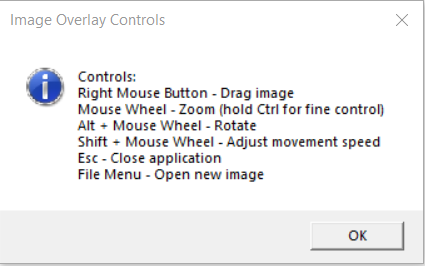 Image Overlay Controls
Controls:
Right Mouse Button - Drag image
Mouse Wheel - Zoom (hold Ctrl for fine control)
Alt + Mouse Wheel - Rotate
Shift + Mouse Wheel - Adjust movement speed
Esc - Close application
File Menu - Open new image
OK